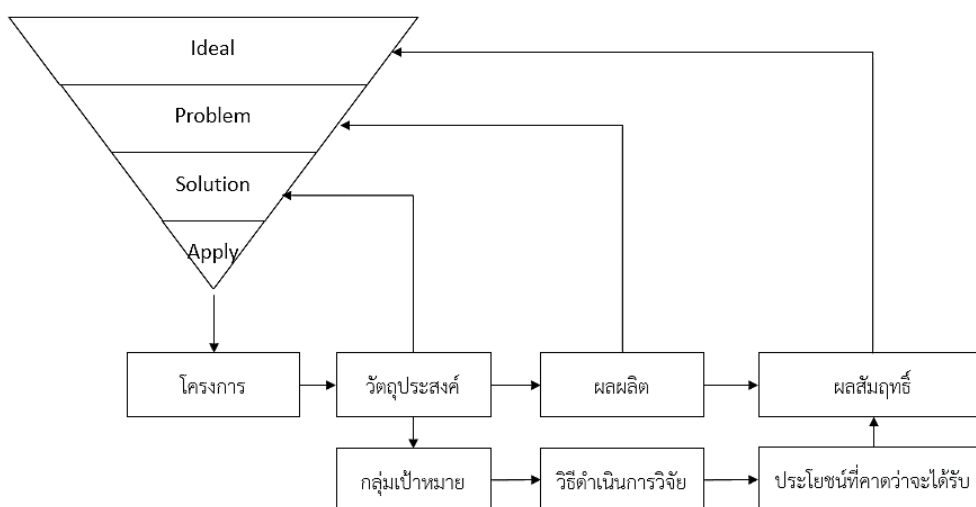 Ideal
Problem
Solution
Apply
โครงการ
วัตถุประสงค์
ผลผลิต
ผลสัมฤทธิ์
กลุ่มเป้าหมาย
วิธีดำเนินการวิจัย
ประโยชน์ที่คาดว่าจะได้รับ